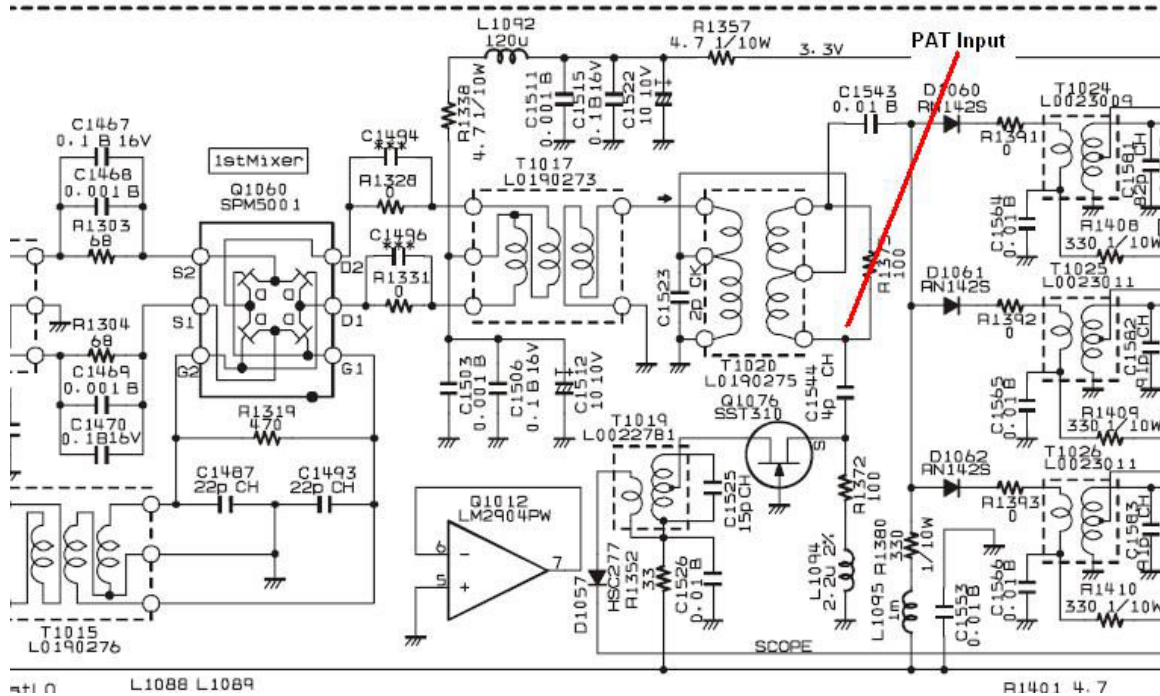 L1092
120u
R1357
4.7 1/10W
3.3V
PAT Input
R1338
4.7 1/10W
C1511
0.001 B
C1515
0.1 B 16V
C1522
10 10V
C1543
0.01 B
D1060
RN142S
T1024
L0023009
R1391
0
C1581
82p CH
C1467
0.1 B 16V
C1468
0.001 B
R1303
68
1stMixer
Q1060
SPM5001
C1494
***
R1328
0
C1496
***
R1331
0
T1017
L0190273
S2
S1
G2
D2
D1
G1
C1523
2p CK
R1373
100
C1564
0.01B
R1408
330 1/10W
D1061
RN142S
T1025
L0023011
R1392
0
C1582
R1304
68
C1469
0.001 B
C1470
0.1B16V
R1319
470
C1503
0.001 B
C1506
0.1 B 16V
C1512
10 10V
T1020
L0190275
C1544
4p CH
C1565
0.01B
R1409
330 1/10W
Q1076
SST310
S
T1019
L0022781
C1525
15p CH
R1372
100
D1062
RN142S
T1026
L0023011
R1393
0
C1583
C1487
22p CH
C1493
22p CH
Q1012
LM2904PW
6
5
7
-
+
D1057
HSC277
R1352
33
C1526
0.01 B
L1094
2.2u 2%
R1380
330
1/10W
L1095
1m
C1553
0.01B
C1566
0.01B
R1410
330 1/10W
T1015
L0190276
SCOPE
stLO
L1088 L1089
R1401 4.7